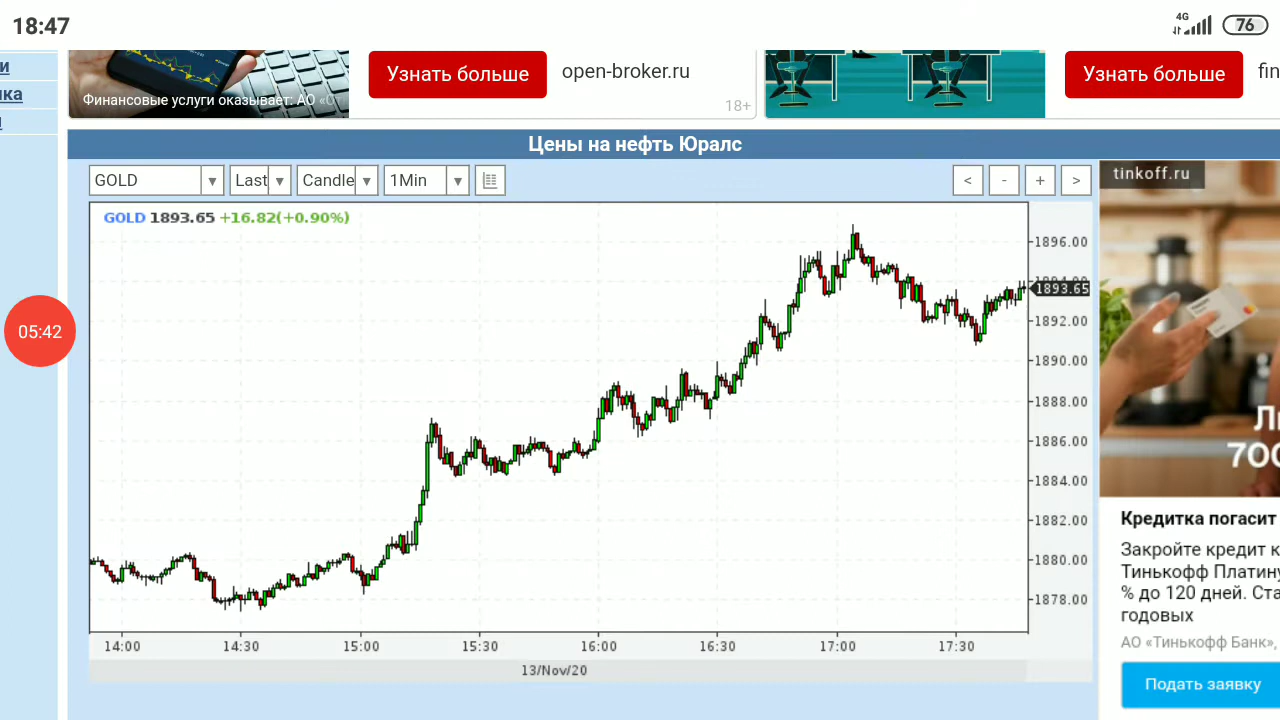 18:47
4G
76
и
ка
Финансовые услуги оказывает: АО «От
Узнать больше
open-broker.ru
18+
Узнать больше
fin
Цены на нефть Юралс
GOLD
Last
Candle
1Min
<
-
+
>
tinkoff.ru
GOLD 1893.65 +16.82(+0.90%)
1896.00
1894.00
1893.65
1892.00
1890.00
1888.00
1886.00
1884.00
1882.00
1880.00
1878.00
05:42
14:00
14:30
15:00
15:30
16:00
16:30
17:00
17:30
13/Nov/20
700
Кредитка погасит
Закройте кредит к
Тинькофф Платину
% до 120 дней. Ста
годовых
АО «Тинькофф Банк»,
Подать заявку